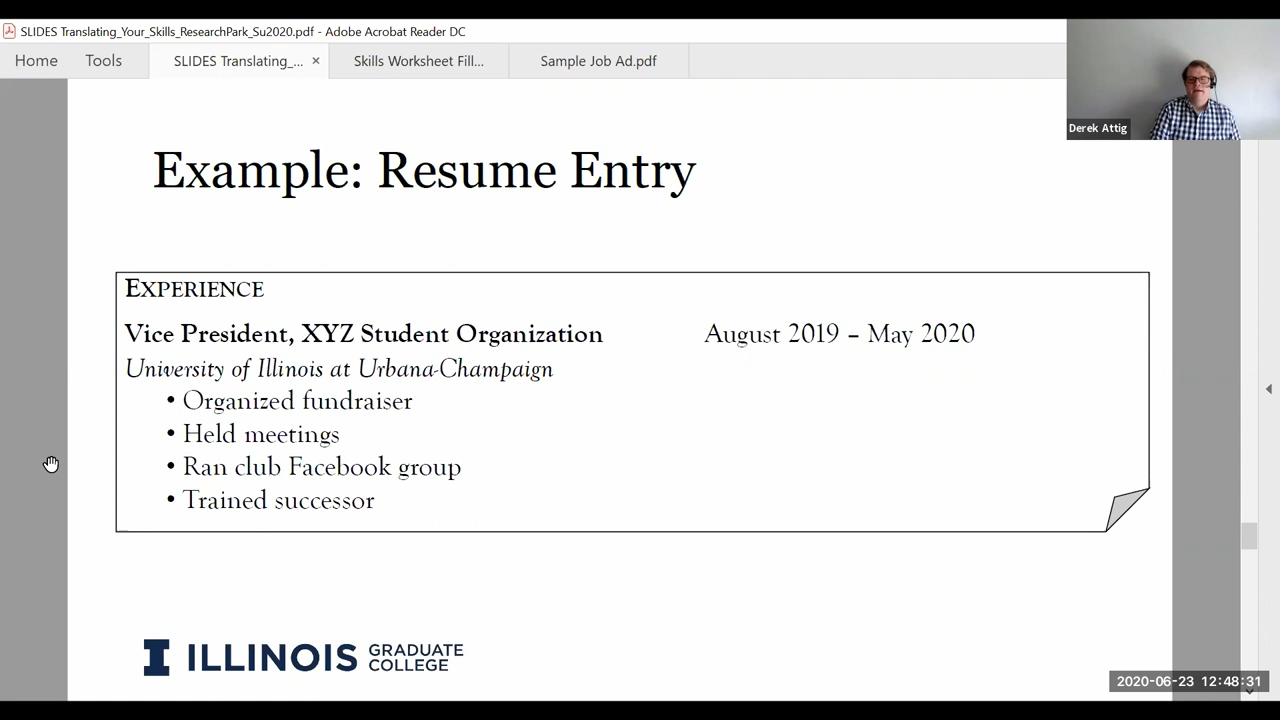 SLIDES Translating_Your_Skills_ResearchPark_Su2020.pdf - Adobe Acrobat Reader DC
Home Tools SLIDES Translating_... × Skills Worksheet Fill... Sample Job Ad.pdf
Derek Attig
Example: Resume Entry
EXPERIENCE
Vice President, XYZ Student Organization August 2019 – May 2020
University of Illinois at Urbana-Champaign
• Organized fundraiser
• Held meetings
• Ran club Facebook group
• Trained successor
I ILLINOIS GRADUATE
COLLEGE
2020-06-23 12:48:31